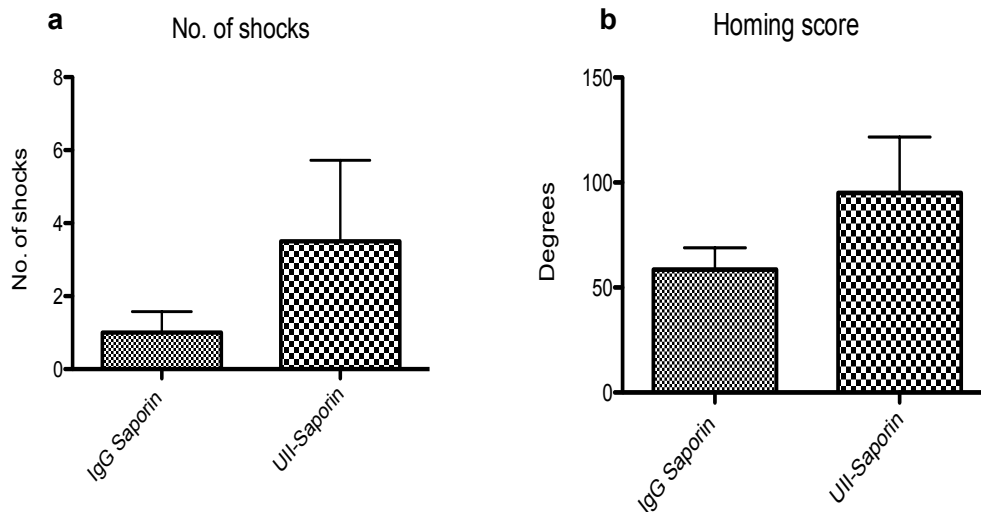 a
No. of shocks
No. of shocks
8
6
4
2
0
IgG Saporin
UII-Saporin
b
Homing score
Degrees
150
100
50
0
IgG Saporin
UII-Saporin